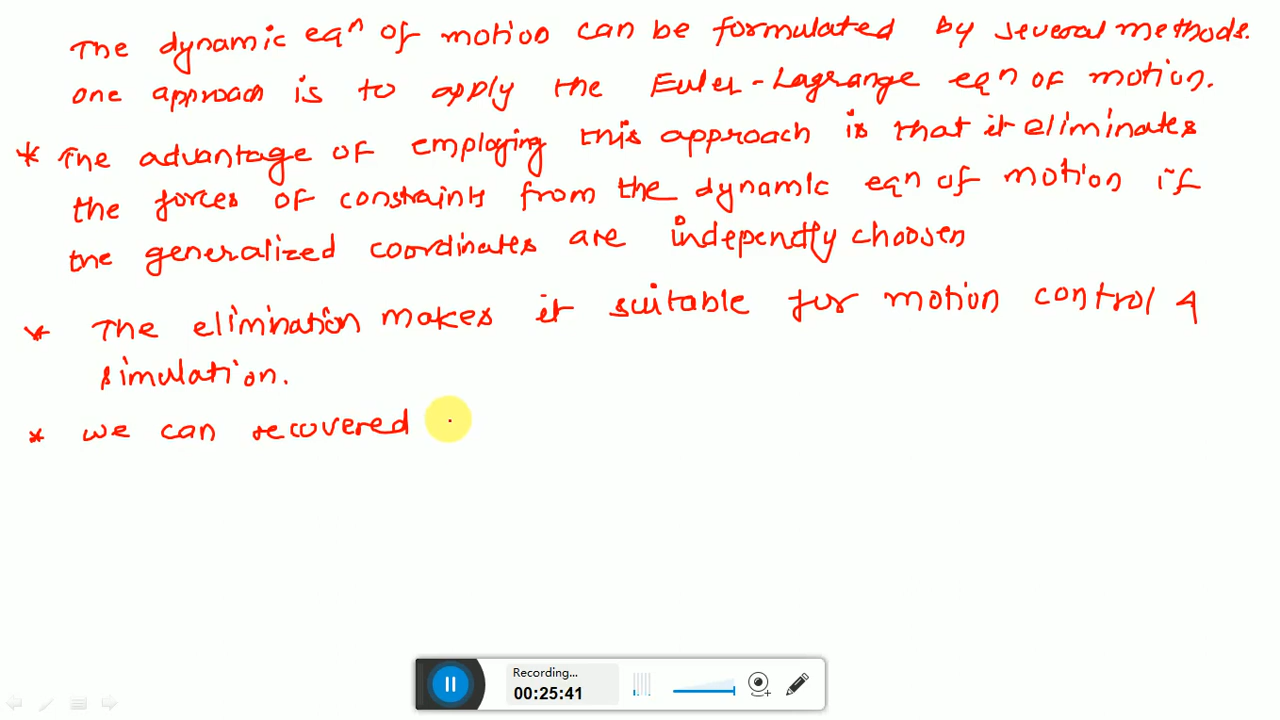 The dynamic eqⁿ of motion can be formulated by several methods.
one approach is to apply the Euler-Lagrange eqn of motion.
* The advantage of employing this approach is that it eliminates
the forces of constraints from the dynamic eqn of motion if
the generalized coordinates are independtly choosen
* The elimination makes it suitable for motion control &
simulation.
* we can recovered
Recording...
00:25:41